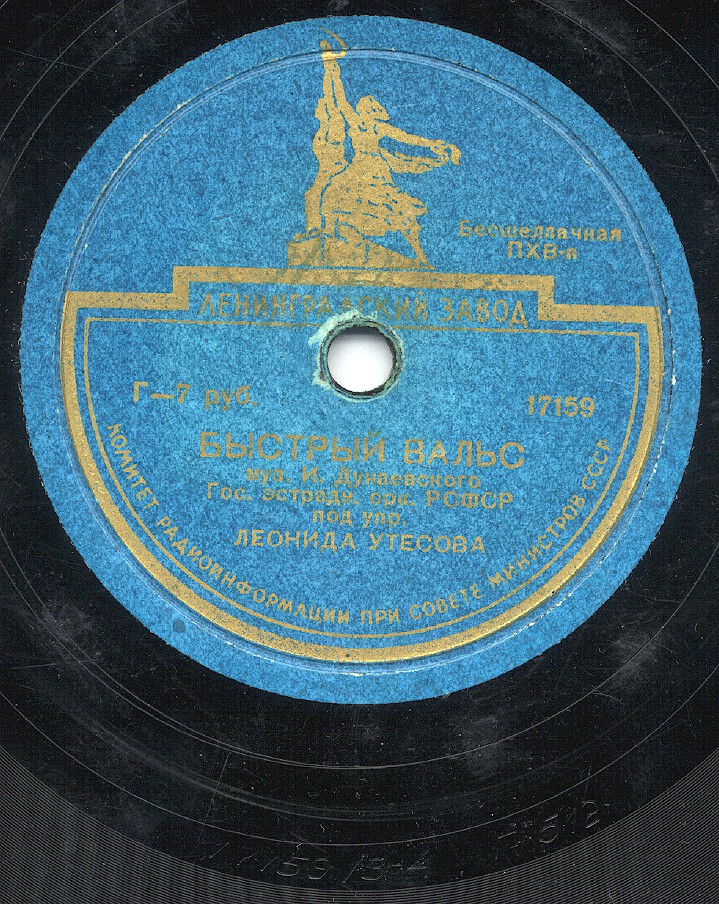 Бесшеллачная
ПХВ-я
ЛЕНИНГРАДСКИЙ ЗАВОД
Г—7 руб.
17159
БЫСТРЫЙ ВАЛЬС
муз. И. Дунаевского
Гос. эстрадн. орк. РСФСР
под упр.
ЛЕОНИДА УТЕСОВА
КОМИТЕТ РАДИОИНФОРМАЦИИ ПРИ СОВЕТЕ МИНИСТРОВ СССР
17159